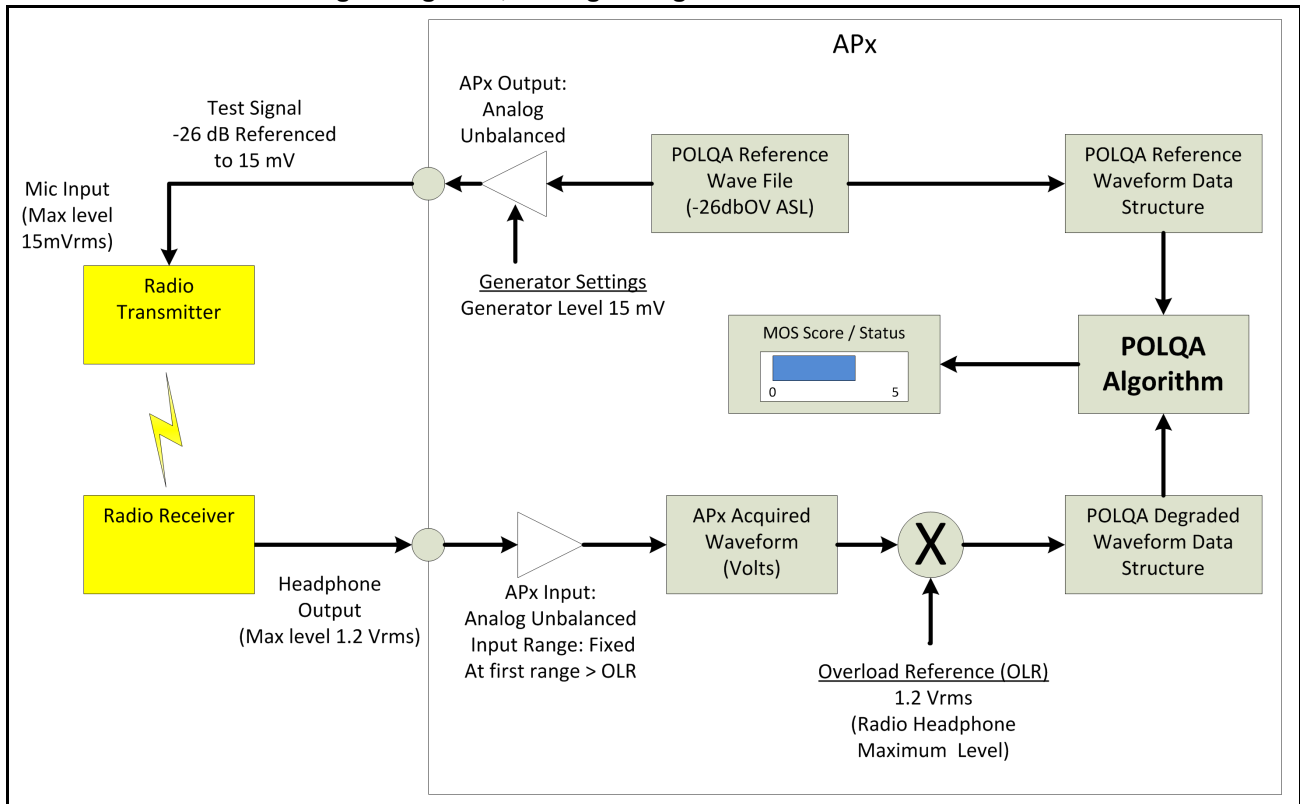 APx
APx Output:
Analog
Unbalanced
Test Signal
-26 dB Referenced
to 15 mV
POLQA Reference
Wave File
(-26dbOV ASL)
POLQA Reference
Waveform Data
Structure
Mic Input
(Max level
15mVrms)
Radio
Transmitter
Generator Settings
Generator Level 15 mV
MOS Score / Status
0 5
POLQA
Algorithm
Radio Receiver
Headphone
Output
(Max level 1.2 Vrms)
APx Input:
Analog Unbalanced
Input Range: Fixed
At first range > OLR
APx Acquired
Waveform
(Volts)
X
POLQA Degraded
Waveform Data
Structure
Overload Reference (OLR)
1.2 Vrms
(Radio Headphone
Maximum Level)